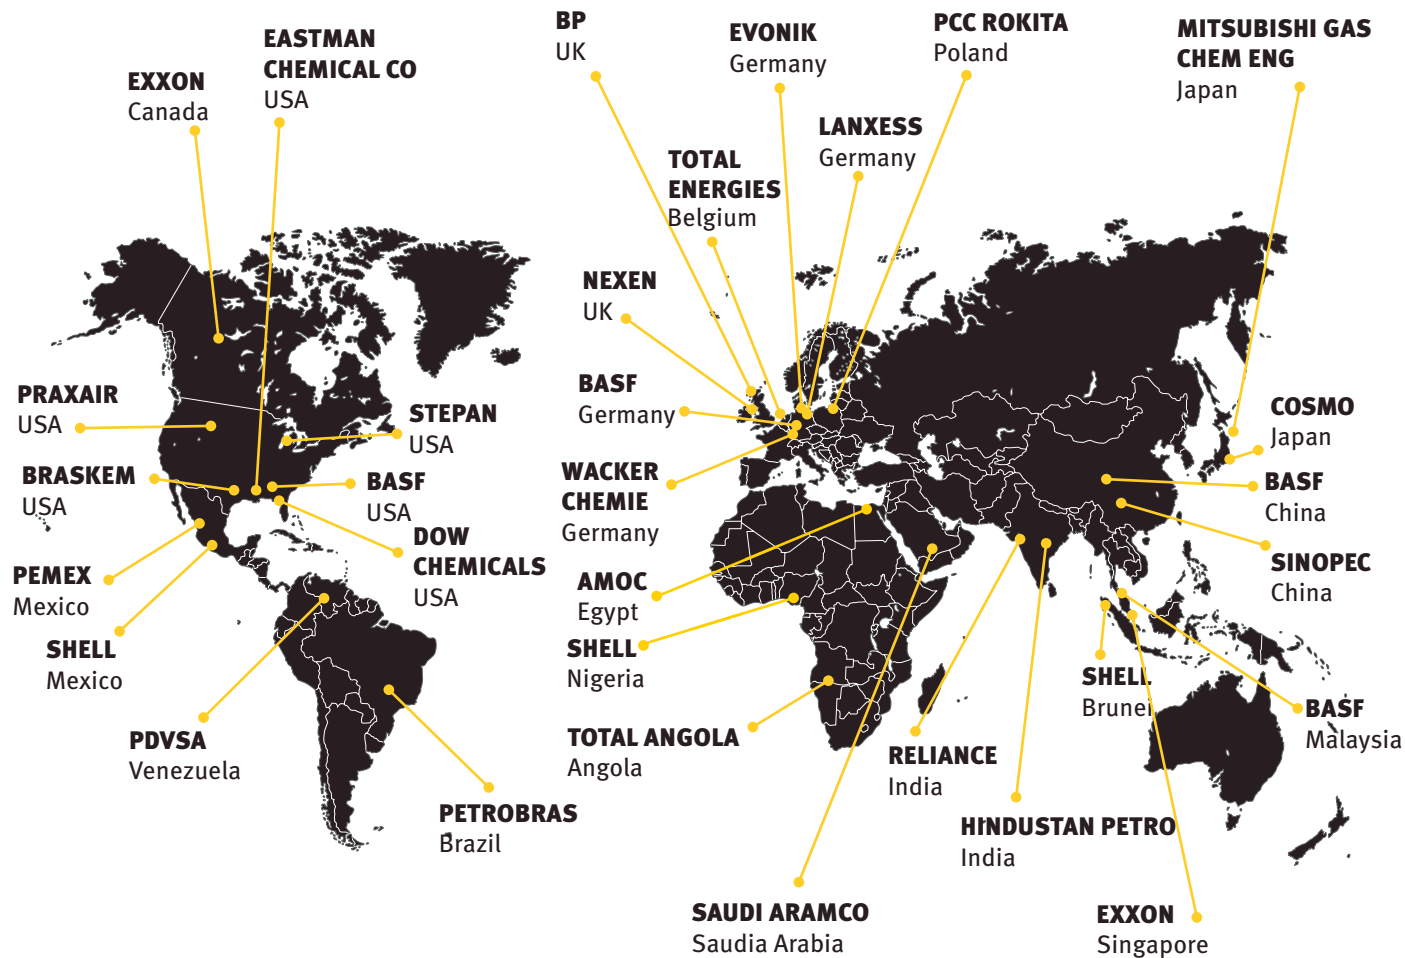 BP
UK
EVONIK
Germany
PCC ROKITA
Poland
MITSUBISHI GAS
CHEM ENG
Japan
EASTMAN
CHEMICAL CO
USA
EXXON
Canada
LANXESS
Germany
TOTAL
ENERGIES
Belgium
NEXEN
UK
BASF
Germany
PRAXAIR
USA
STEPAN
USA
COSMO
Japan
BRASKEM
USA
BASF
USA
WACKER
CHEMIE
Germany
BASF
China
DOW
CHEMICALS
USA
SINOPEC
China
PEMEX
Mexico
AMOC
Egypt
SHELL
Mexico
SHELL
Nigeria
SHELL
Brunei
BASF
Malaysia
PDVSA
Venezuela
TOTAL ANGOLA
Angola
RELIANCE
India
PETROBRAS
Brazil
HINDUSTAN PETRO
India
SAUDI ARAMCO
Saudia Arabia
EXXON
Singapore